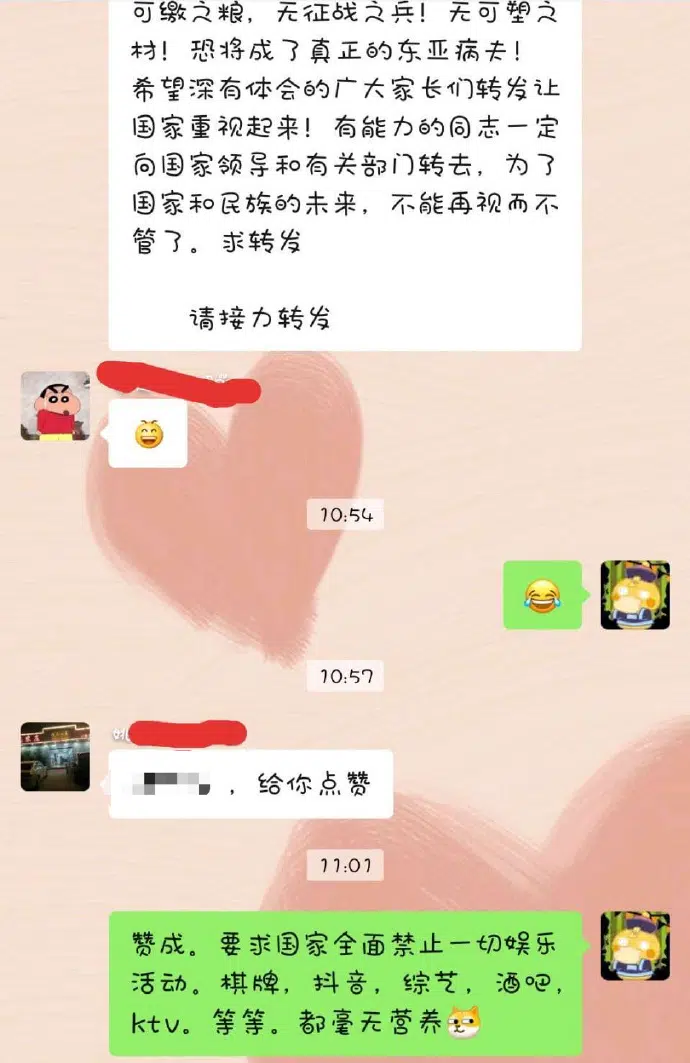 可缴之粮，无征战之兵！无可塑之
材！恐将成了真正的东亚病夫！
希望深有体会的广大家长们转发让
国家重视起来！有能力的同志一定
向国家领导和有关部门转去，为了
国家和民族的未来，不能再视而不
管了。求转发
请接力转发
10:54
10:57
姚
，给你点赞
11:01
赞成。要求国家全面禁止一切娱乐
活动。棋牌，抖音，综艺，酒吧，
ktv。等等。都毫无营养